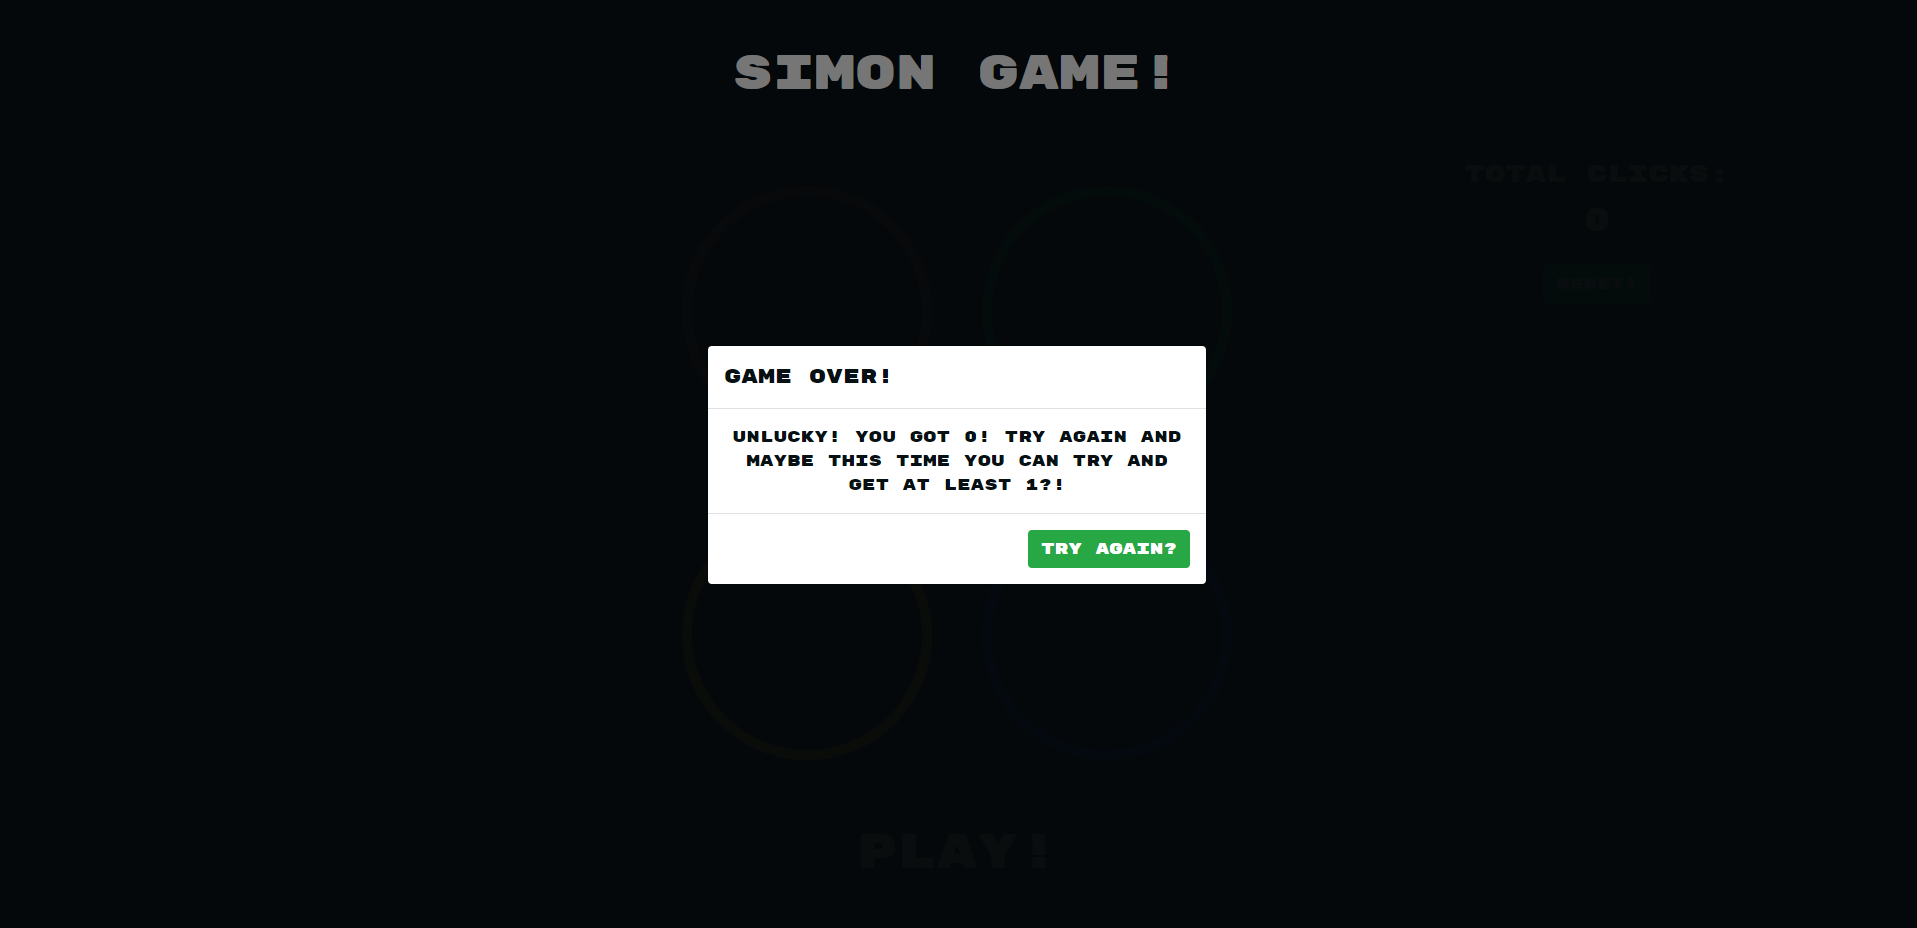 SIMON GAME!
TOTAL CLICKS:
0
GAME OVER!
UNLUCKY! YOU GOT 0! TRY AGAIN AND
MAYBE THIS TIME YOU CAN TRY AND
GET AT LEAST 1?!
TRY AGAIN?
PLAY!